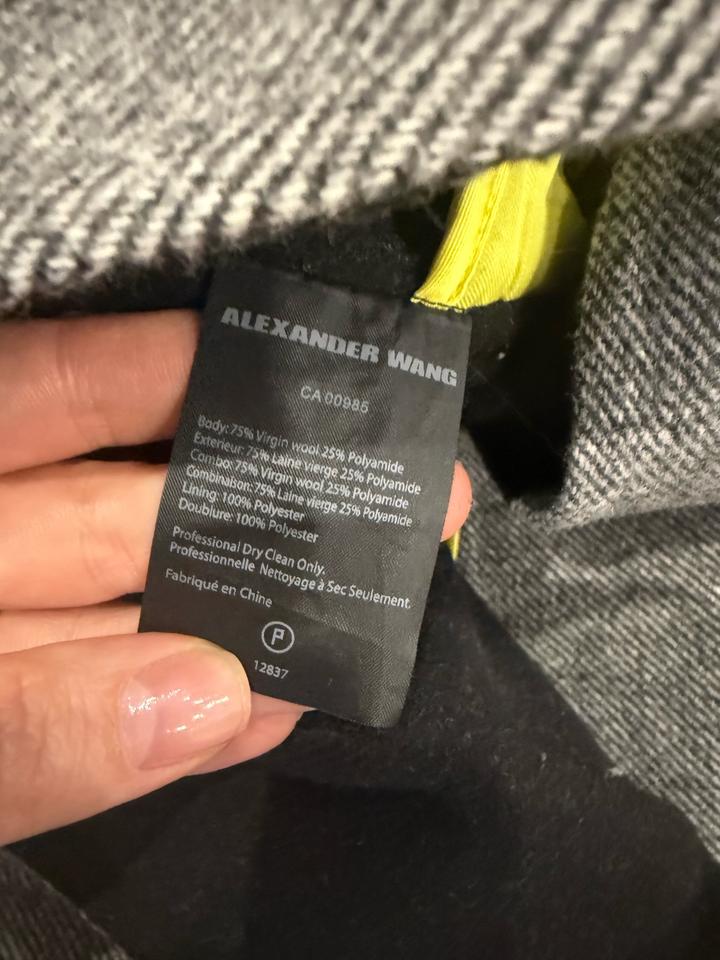 ALEXANDER WANG
CA 00985
Body: 75% Virgin wool 25% Polyamide
Exterieur: 75% Laine vierge 25% Polyamide
Combo: 75% Virgin wool 25% Polyamide
Combinaison: 75% Laine vierge 25% Polyamide
Lining: 100% Polyester
Doublure: 100% Polyester
Professional Dry Clean Only.
Professionnelle Nettoyage à Sec Seulement.
Fabriqué en Chine
P
12837